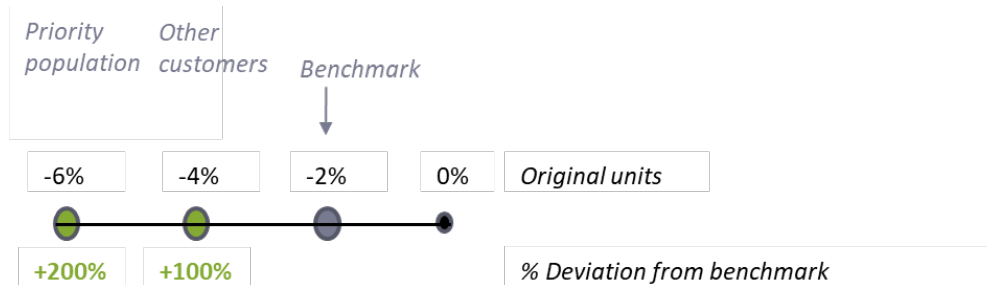 Priority population
Other customers
Benchmark
-6%
-4%
-2%
0%
Original units
+200%
+100%
% Deviation from benchmark